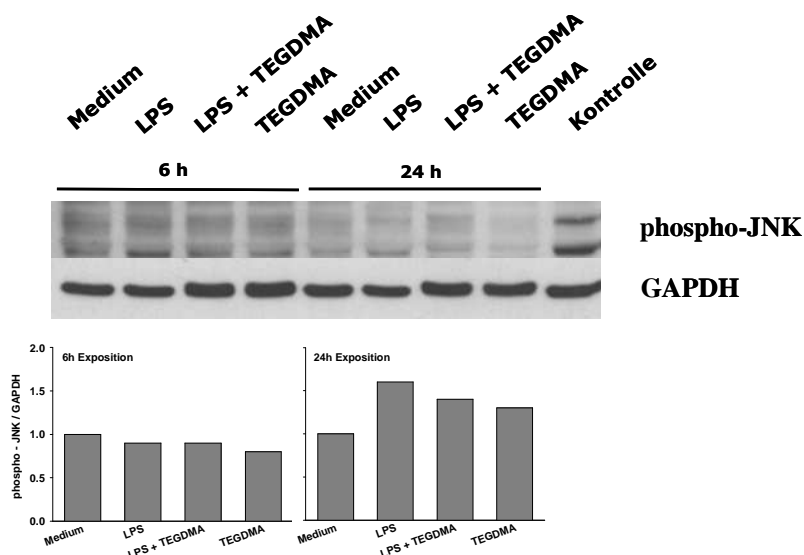 Medium LPS LPS + TEGDMA TEGDMA Medium LPS LPS + TEGDMA TEGDMA Kontrolle
6 h 24 h
phospho-JNK
GAPDH
2.0
6h Exposition 24h Exposition
1.5
1.0
0.5
0.0
phospho - JNK / GAPDH
Medium LPS LPS + TEGDMA TEGDMA Medium LPS LPS + TEGDMA TEGDMA